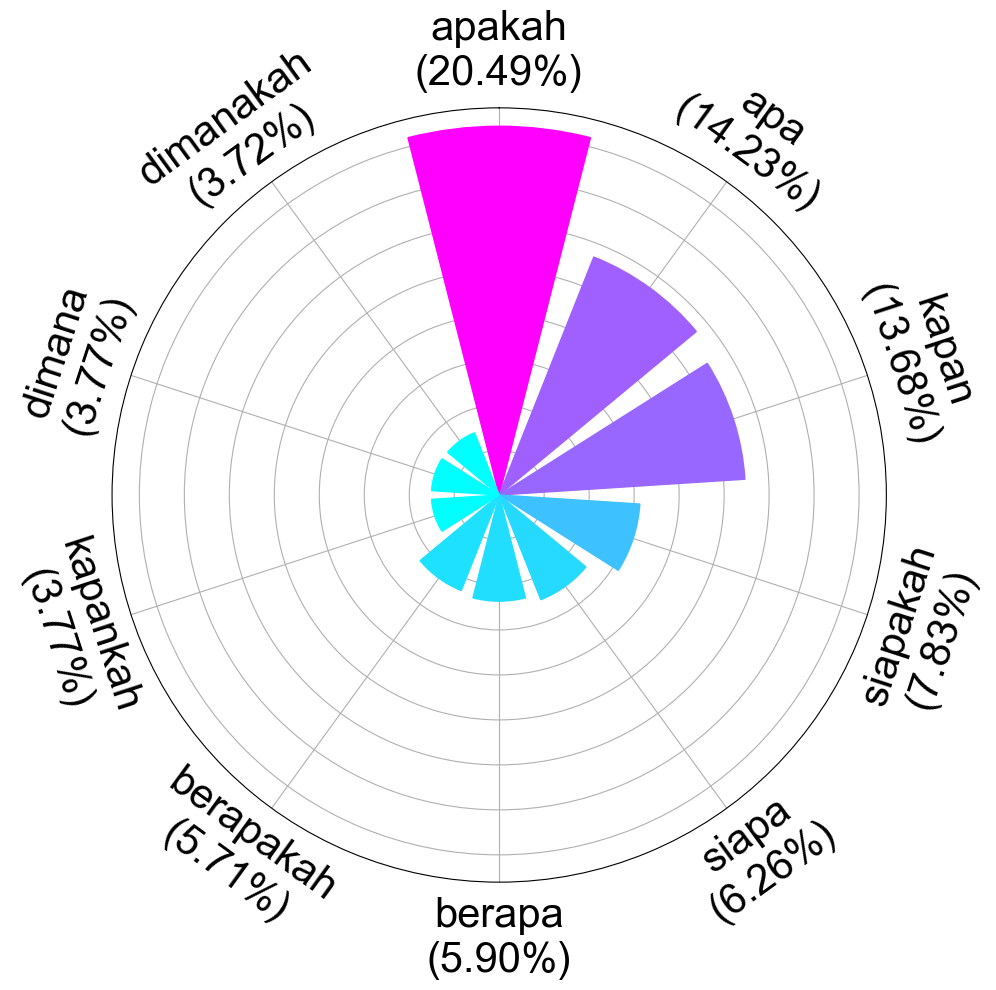 apakah
(20.49%)
apa
(14.23%)
kapan
(13.68%)
siapakah
(7.83%)
siapa
(6.26%)
berapa
(5.90%)
berapakah
(5.71%)
kapankah
(3.77%)
dimana
(3.77%)
dimanakah
(3.72%)